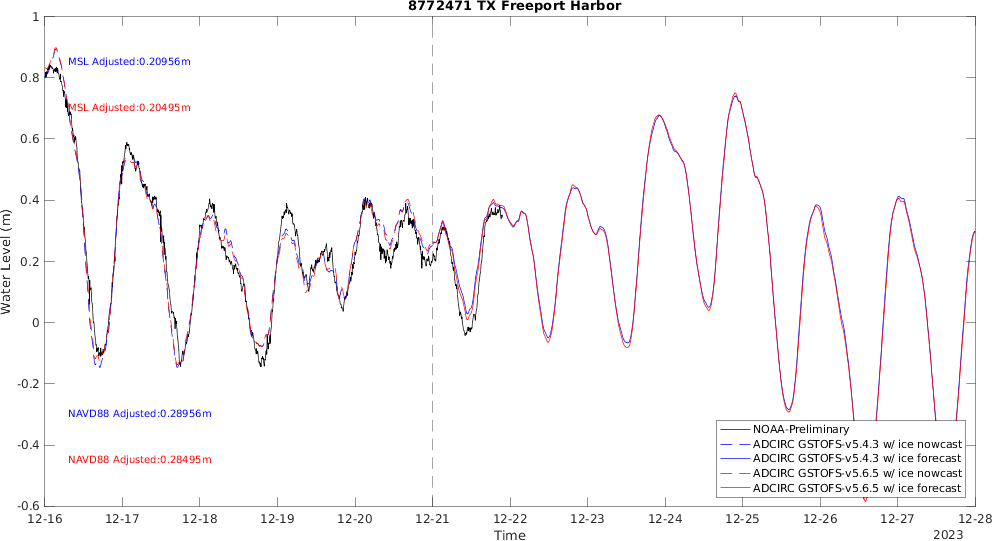 8772471 TX Freeport Harbor
1
0.8
0.6
0.4
0.2
0
-0.2
-0.4
-0.6
Water Level (m)
MSL Adjusted:0.20956m
MSL Adjusted:0.20495m
NAVD88 Adjusted:0.28956m
NAVD88 Adjusted:0.28495m
NOAA-Preliminary
ADCIRC GSTOFS-v5.4.3 w/ ice nowcast
ADCIRC GSTOFS-v5.4.3 w/ ice forecast
ADCIRC GSTOFS-v5.6.5 w/ ice nowcast
ADCIRC GSTOFS-v5.6.5 w/ ice forecast
12-16 12-17 12-18 12-19 12-20 12-21 12-22 12-23 12-24 12-25 12-26 12-27 12-28
Time
2023